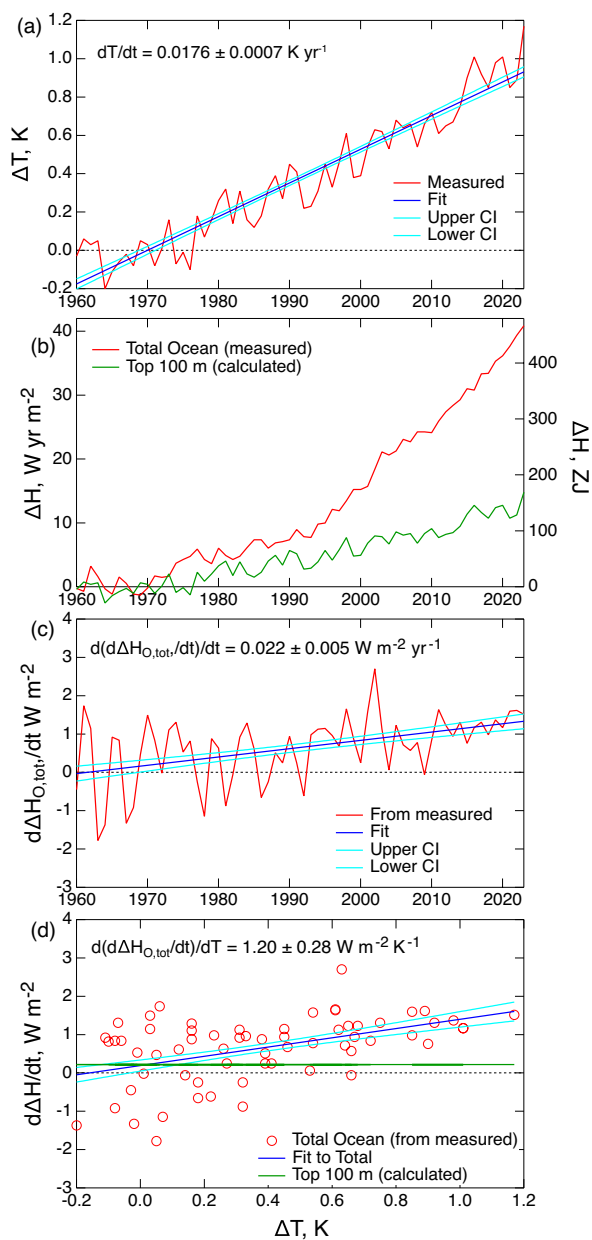 (a)
dT/dt = 0.0176 ± 0.0007 K yr⁻¹
ΔT, K
1.2
1.0
0.8
0.6
0.4
0.2
0.0
-0.2
Measured
Fit
Upper CI
Lower CI
1960 1970 1980 1990 2000 2010 2020
(b)
Total Ocean (measured)
Top 100 m (calculated)
ΔH, W yr m⁻²
40
30
20
10
0
ΔH, ZJ
400
300
200
100
0
1960 1970 1980 1990 2000 2010 2020
(c)
d(dΔH_O,tot,/dt)/dt = 0.022 ± 0.005 W m⁻² yr⁻¹
dΔH_O,tot,/dt W m⁻²
4
3
2
1
0
-1
-2
-3
From measured
Fit
Upper CI
Lower CI
1960 1970 1980 1990 2000 2010 2020
(d)
d(dΔH_O,tot/dt)/dT = 1.20 ± 0.28 W m⁻² K⁻¹
dΔH/dt, W m⁻²
4
3
2
1
0
-1
-2
-3
Total Ocean (from measured)
Fit to Total
Top 100 m (calculated)
-0.2 0.0 0.2 0.4 0.6 0.8 1.0 1.2
ΔT, K